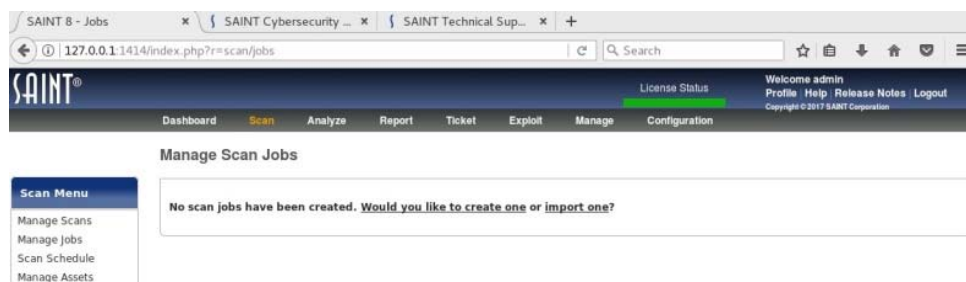 SAINT 8 - Jobs
SAINT Cybersecurity ...
SAINT Technical Sup...
127.0.0.1:1414/index.php?r=scan/jobs
Search
SAINT®
License Status
Welcome admin
Profile | Help | Release Notes | Logout
Copyright © 2017 SAINT Corporation
Dashboard Scan Analyze Report Ticket Exploit Manage Configuration
Manage Scan Jobs
Scan Menu
No scan jobs have been created. Would you like to create one or import one?
Manage Scans
Manage Jobs
Scan Schedule
Manage Assets